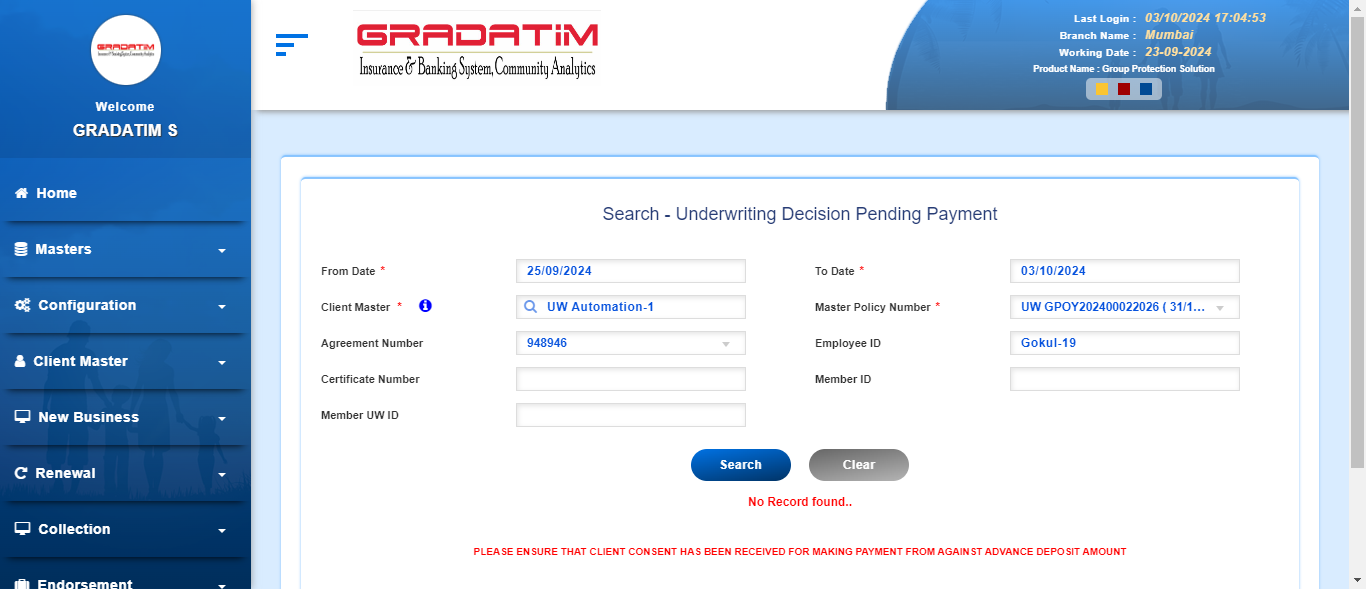 GRADATIM
Insurance & Banking System, Community Analytics
Welcome
GRADATIM S
Home
Masters
Configuration
Client Master
New Business
Renewal
Collection
Endorsement
GRADATIM
Insurance & Banking System, Community Analytics
Last Login : 03/10/2024 17:04:53
Branch Name : Mumbai
Working Date : 23-09-2024
Product Name : Group Protection Solution
Search - Underwriting Decision Pending Payment
From Date * 25/09/2024 To Date * 03/10/2024
Client Master * UW Automation-1 Master Policy Number * UW GPOY202400022026 ( 31/1...
Agreement Number 948946 Employee ID Gokul-19
Certificate Number Member ID
Member UW ID
Search Clear
No Record found..
PLEASE ENSURE THAT CLIENT CONSENT HAS BEEN RECEIVED FOR MAKING PAYMENT FROM AGAINST ADVANCE DEPOSIT AMOUNT